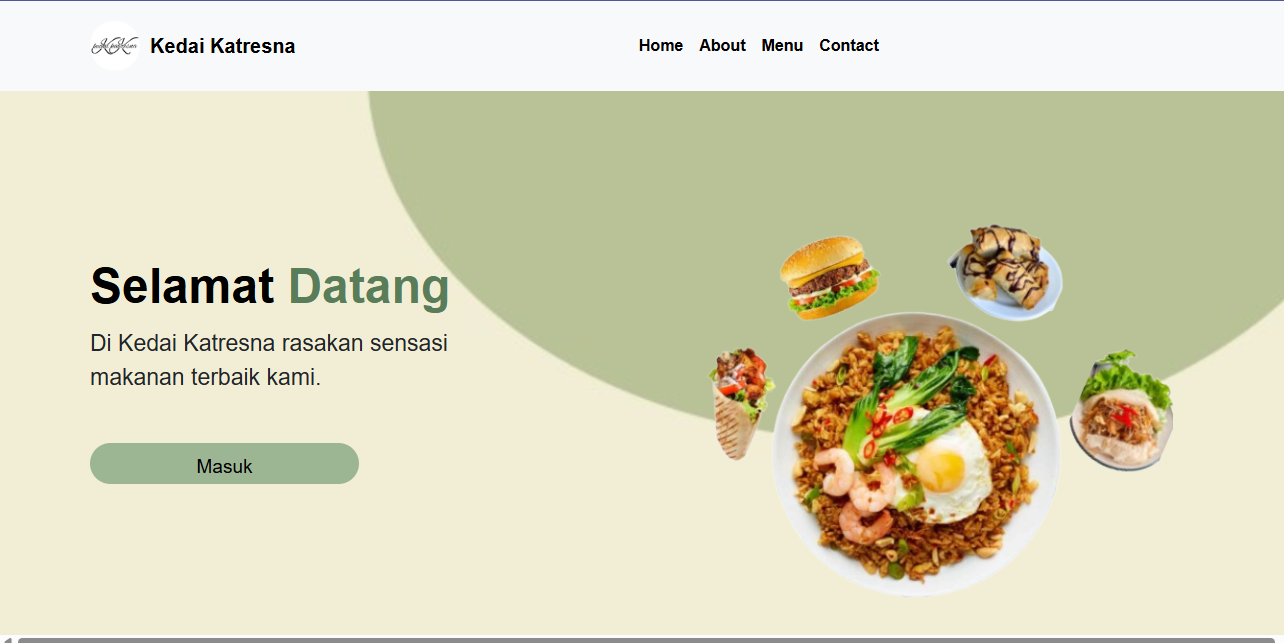 Kedai Katresna
Home About Menu Contact
Selamat Datang
Di Kedai Katresna rasakan sensasi
makanan terbaik kami.
Masuk